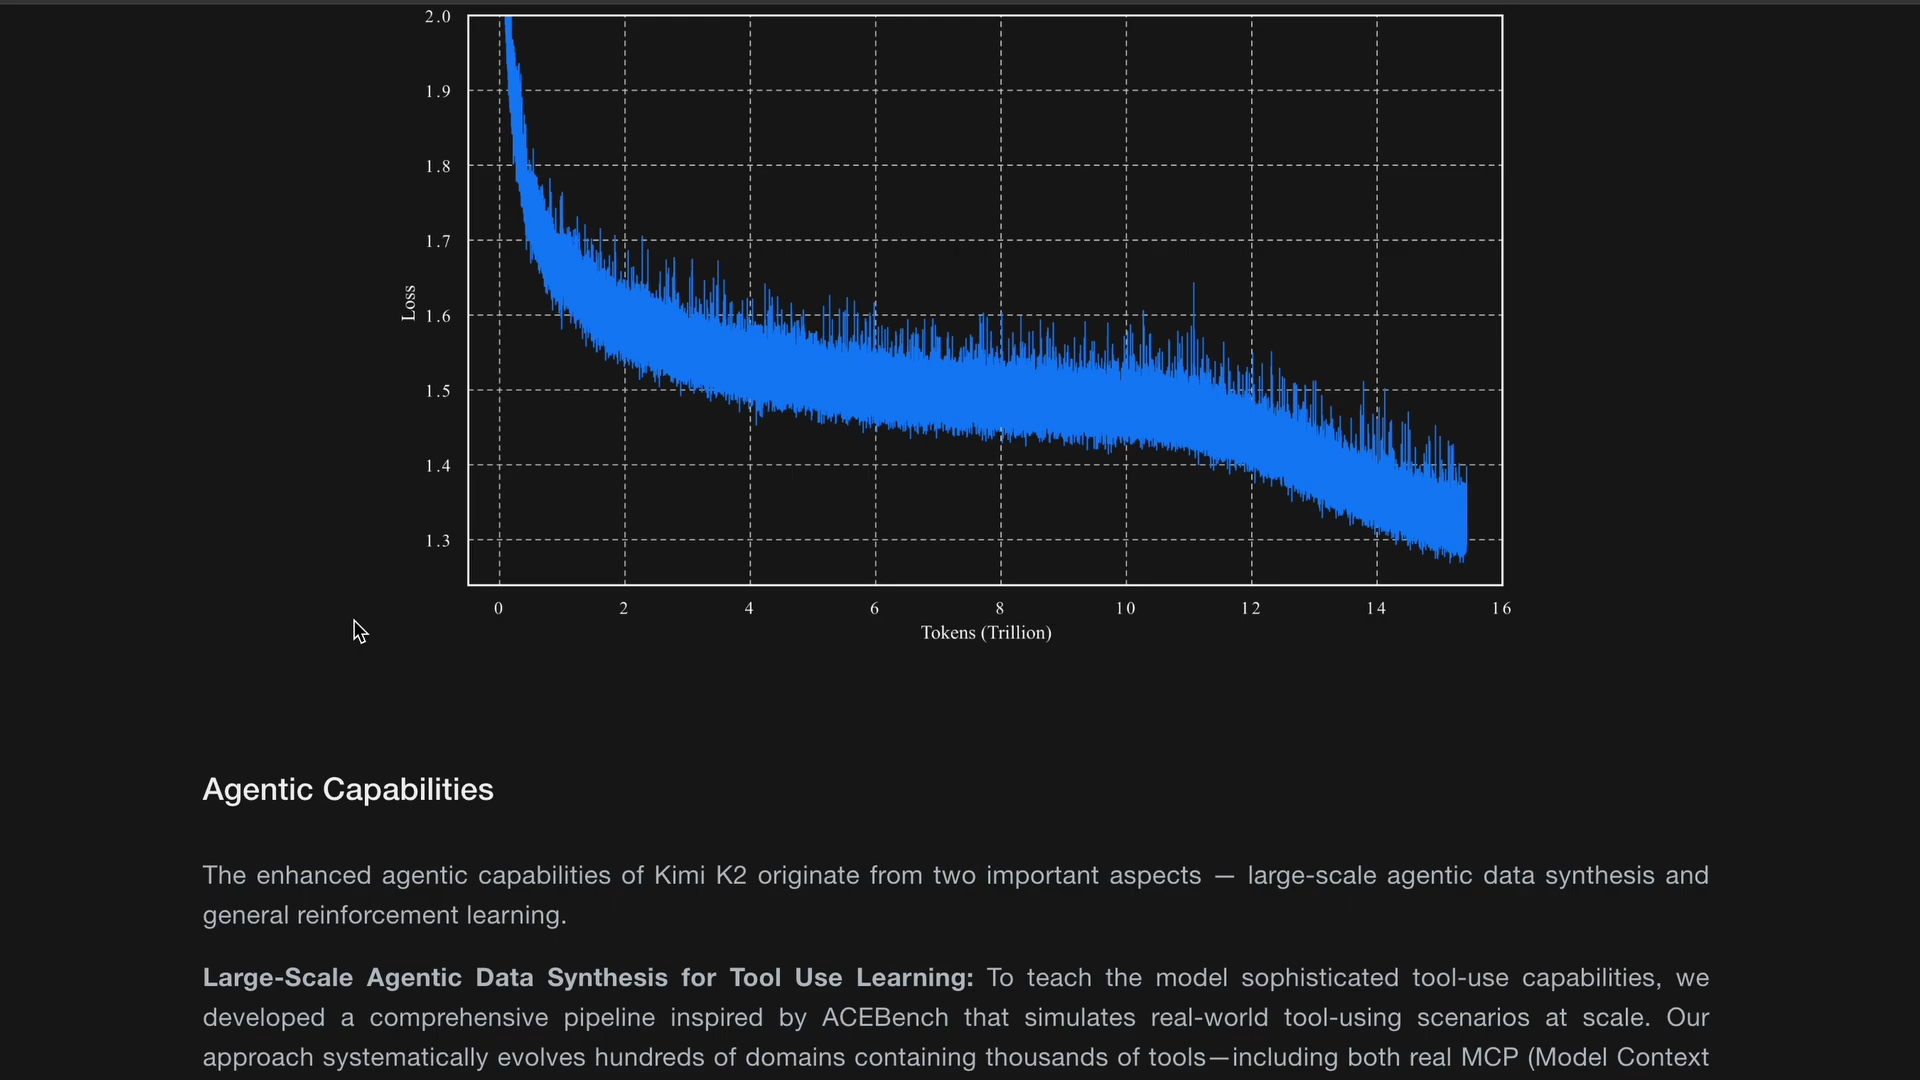 2.0
1.9
1.8
1.7
1.6
1.5
1.4
1.3
Loss
0 2 4 6 8 10 12 14 16
Tokens (Trillion)
Agentic Capabilities
The enhanced agentic capabilities of Kimi K2 originate from two important aspects — large-scale agentic data synthesis and
general reinforcement learning.
Large-Scale Agentic Data Synthesis for Tool Use Learning: To teach the model sophisticated tool-use capabilities, we
developed a comprehensive pipeline inspired by ACEBench that simulates real-world tool-using scenarios at scale. Our
approach systematically evolves hundreds of domains containing thousands of tools—including both real MCP (Model Context